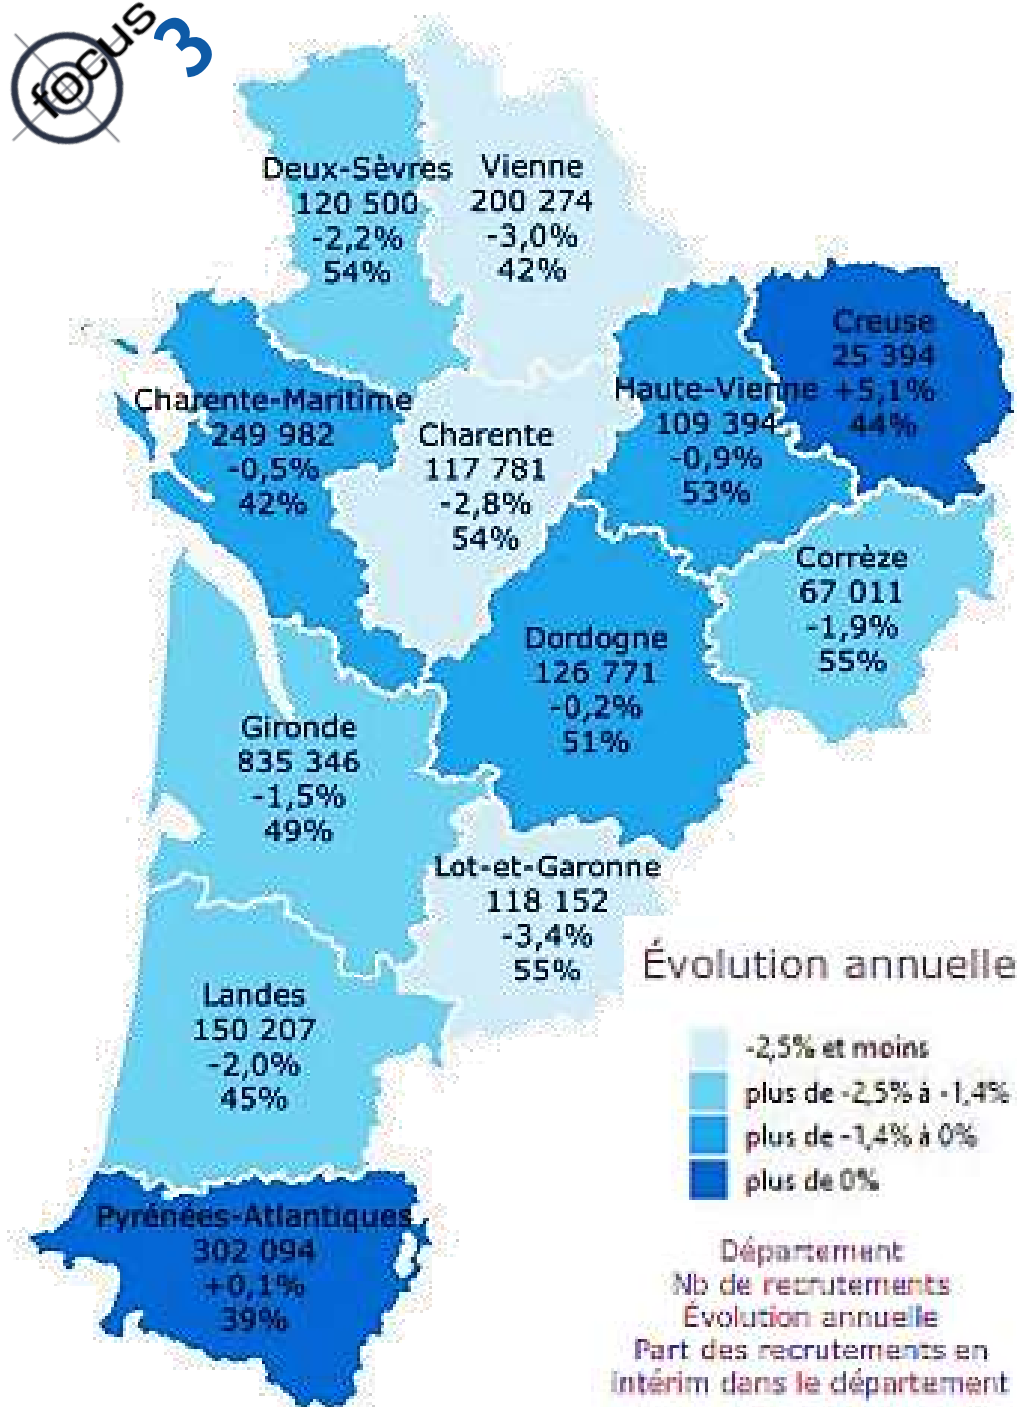 focus 3
Deux-Sèvres
120 500
-2,2%
54%
Vienne
200 274
-3,0%
42%
Creuse
25 394
+5,1%
44%
Haute-Vienne
109 394
-0,9%
53%
Charente-Maritime
249 982
-0,5%
42%
Charente
117 781
-2,8%
54%
Corrèze
67 011
-1,9%
55%
Dordogne
126 771
-0,2%
51%
Gironde
835 346
-1,5%
49%
Lot-et-Garonne
118 152
-3,4%
55%
Landes
150 207
-2,0%
45%
Pyrénées-Atlantiques
302 094
+0,1%
39%
Évolution annuelle
-2,5% et moins
plus de -2,5% à -1,4%
plus de -1,4% à 0%
plus de 0%
Département
Nb de recrutements
Évolution annuelle
Part des recrutements en
intérim dans le département